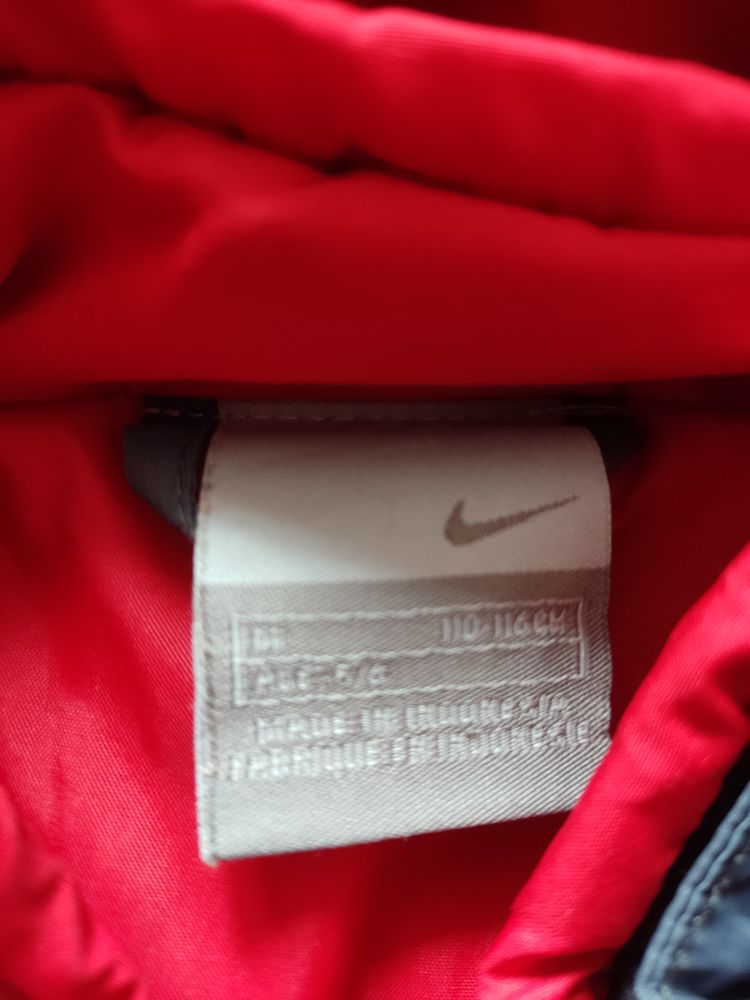 M 110-116CM
AGE-5/6
MADE IN INDONESIA
FABRIQUE EN INDONESIE